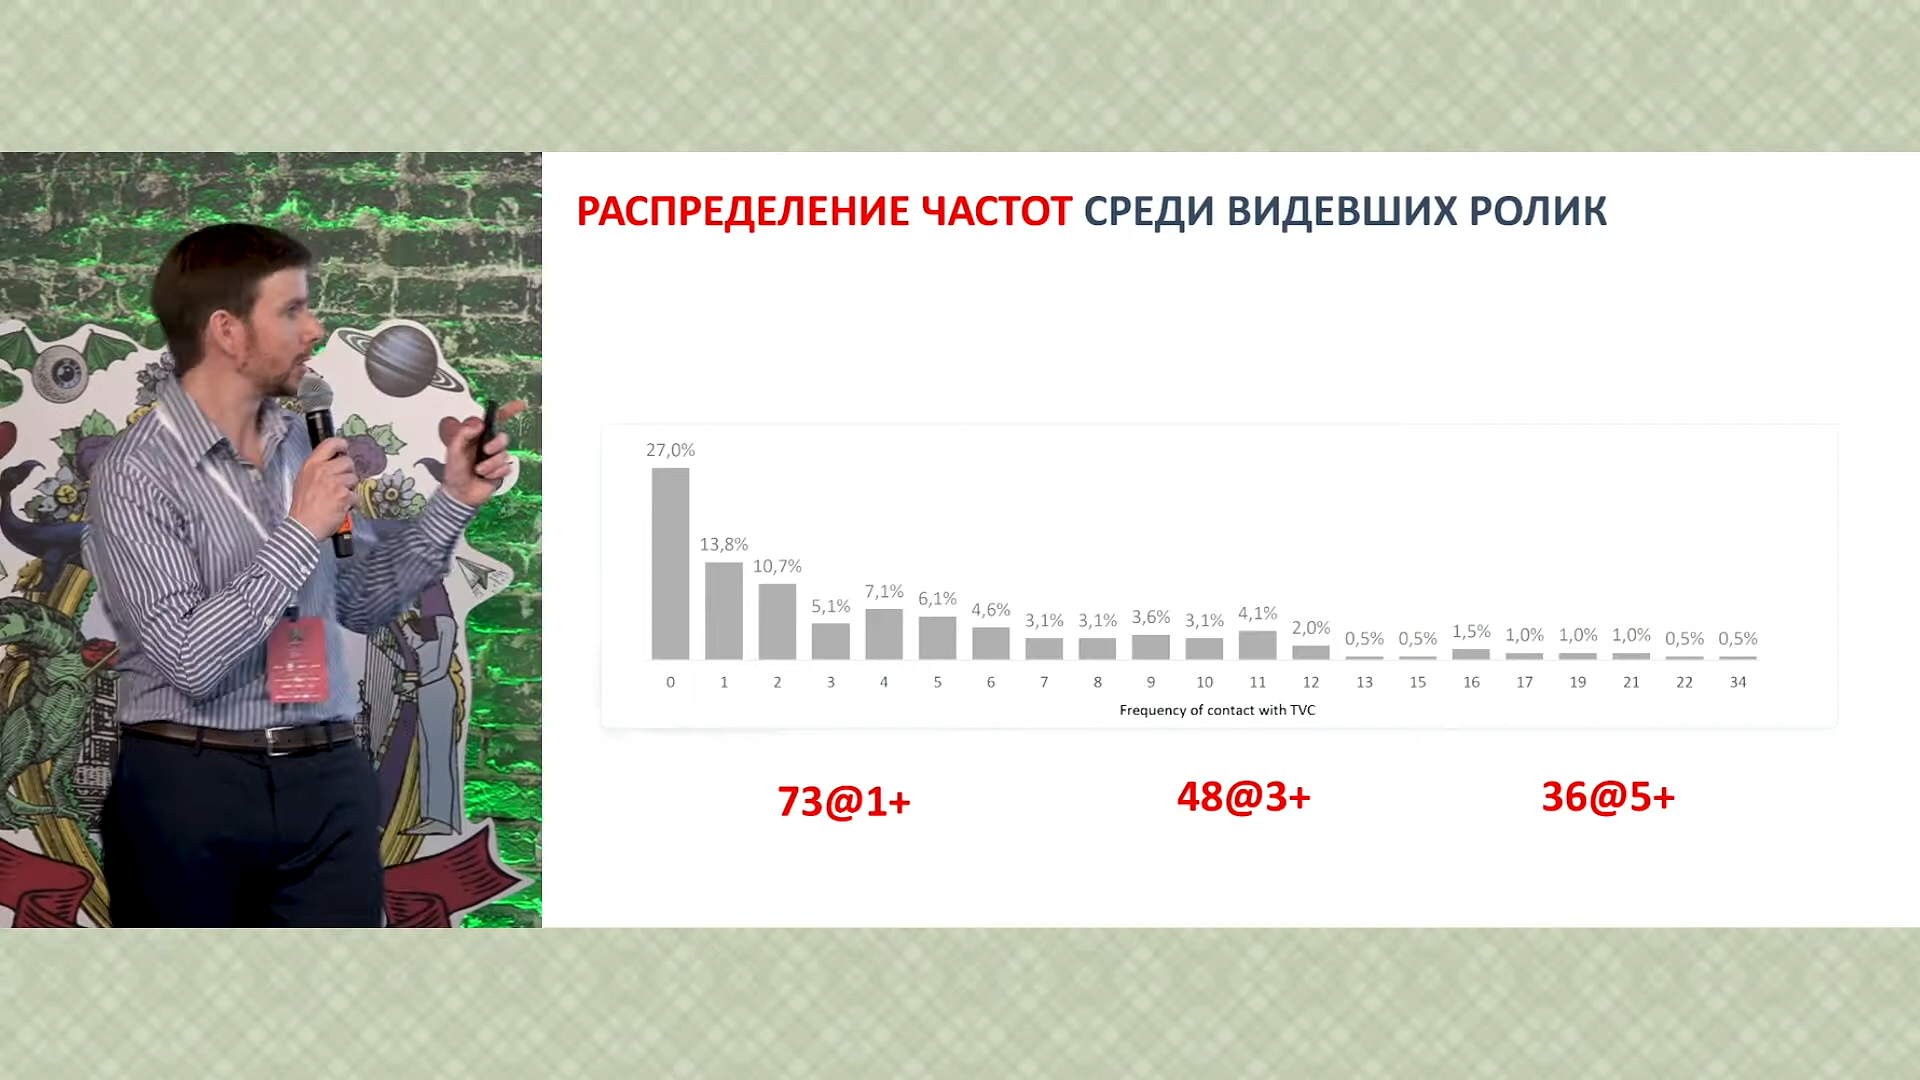 РАСПРЕДЕЛЕНИЕ ЧАСТОТ СРЕДИ ВИДЕВШИХ РОЛИК
27,0% 13,8% 10,7% 5,1% 7,1% 6,1% 4,6% 3,1% 3,1% 3,6% 3,1% 4,1% 2,0% 0,5% 0,5% 1,5% 1,0% 1,0% 1,0% 0,5% 0,5%
0 1 2 3 4 5 6 7 8 9 10 11 12 13 15 16 17 19 21 22 34
Frequency of contact with TVC
73@1+ 48@3+ 36@5+